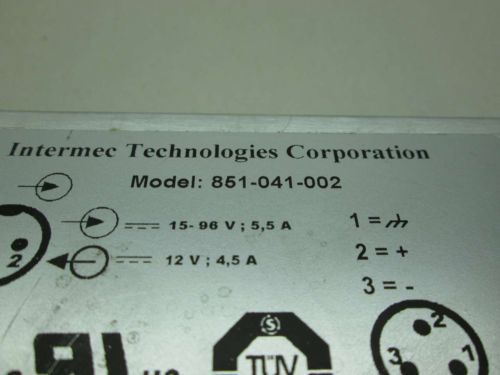 Intermec Technologies Corporation
Model: 851-041-002
15-96 V ; 5,5 A
12 V ; 4,5 A
1 =
2 = +
3 = -
2
2
3
1
S
TÜV
us